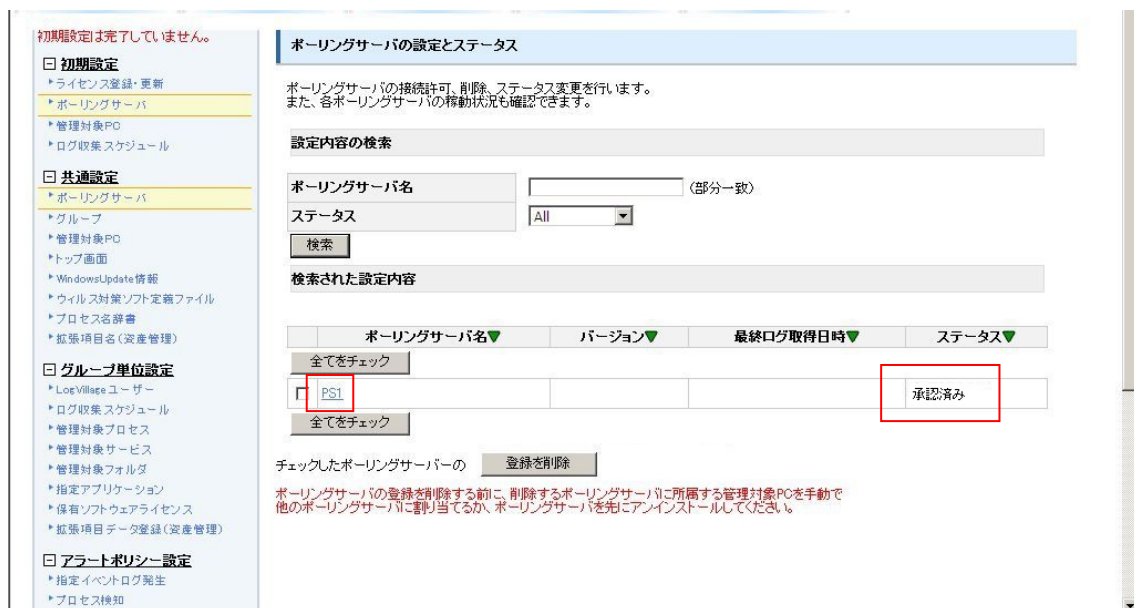 初期設定は完了していません。
初期設定
ライセンス登録・更新
ポーリングサーバ
管理対象PC
ログ収集スケジュール
共通設定
ポーリングサーバ
グループ
管理対象PC
トップ画面
WindowsUpdate情報
ウィルス対策ソフト定義ファイル
プロセス名辞書
拡張項目名(資産管理)
グループ単位設定
LogVillageユーザー
ログ収集スケジュール
管理対象プロセス
管理対象サービス
管理対象フォルダ
指定アプリケーション
保有ソフトウェアライセンス
拡張項目データ登録(資産管理)
アラートポリシー設定
指定イベントログ発生
プロセス検知
ポーリングサーバの設定とステータス
ポーリングサーバの接続許可、削除、ステータス変更を行います。
また、各ポーリングサーバの稼動状況も確認できます。
設定内容の検索
ポーリングサーバ名 (部分一致)
ステータス All
検索
検索された設定内容
ポーリングサーバ名▼ バージョン▼ 最終ログ取得日時▼ ステータス▼
全てをチェック
PS1 承認済み
全てをチェック
チェックしたポーリングサーバーの 登録を削除
ポーリングサーバの登録を削除する前に、削除するポーリングサーバに所属する管理対象PCを手動で
他のポーリングサーバに割り当てるか、ポーリングサーバを先にアンインストールしてください。